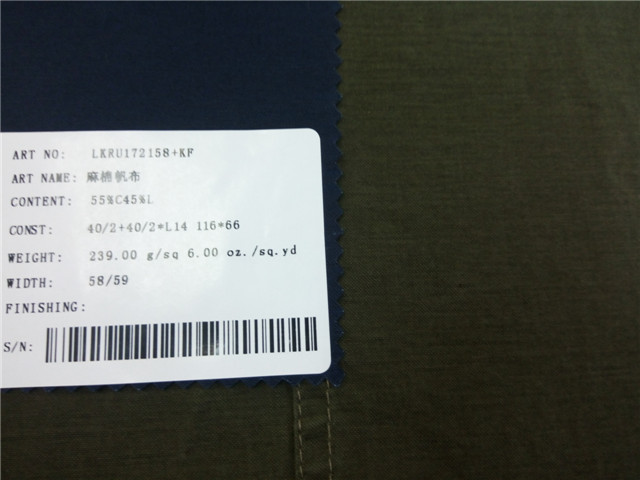 ART NO: LKRU172158+KF
ART NAME: 麻棉帆布
CONTENT: 55%C45%L
CONST: 40/2+40/2*L14 116*66
WEIGHT: 239.00 g/sq 6.00 oz./sq.yd
WIDTH: 58/59
FINISHING:
S/N: